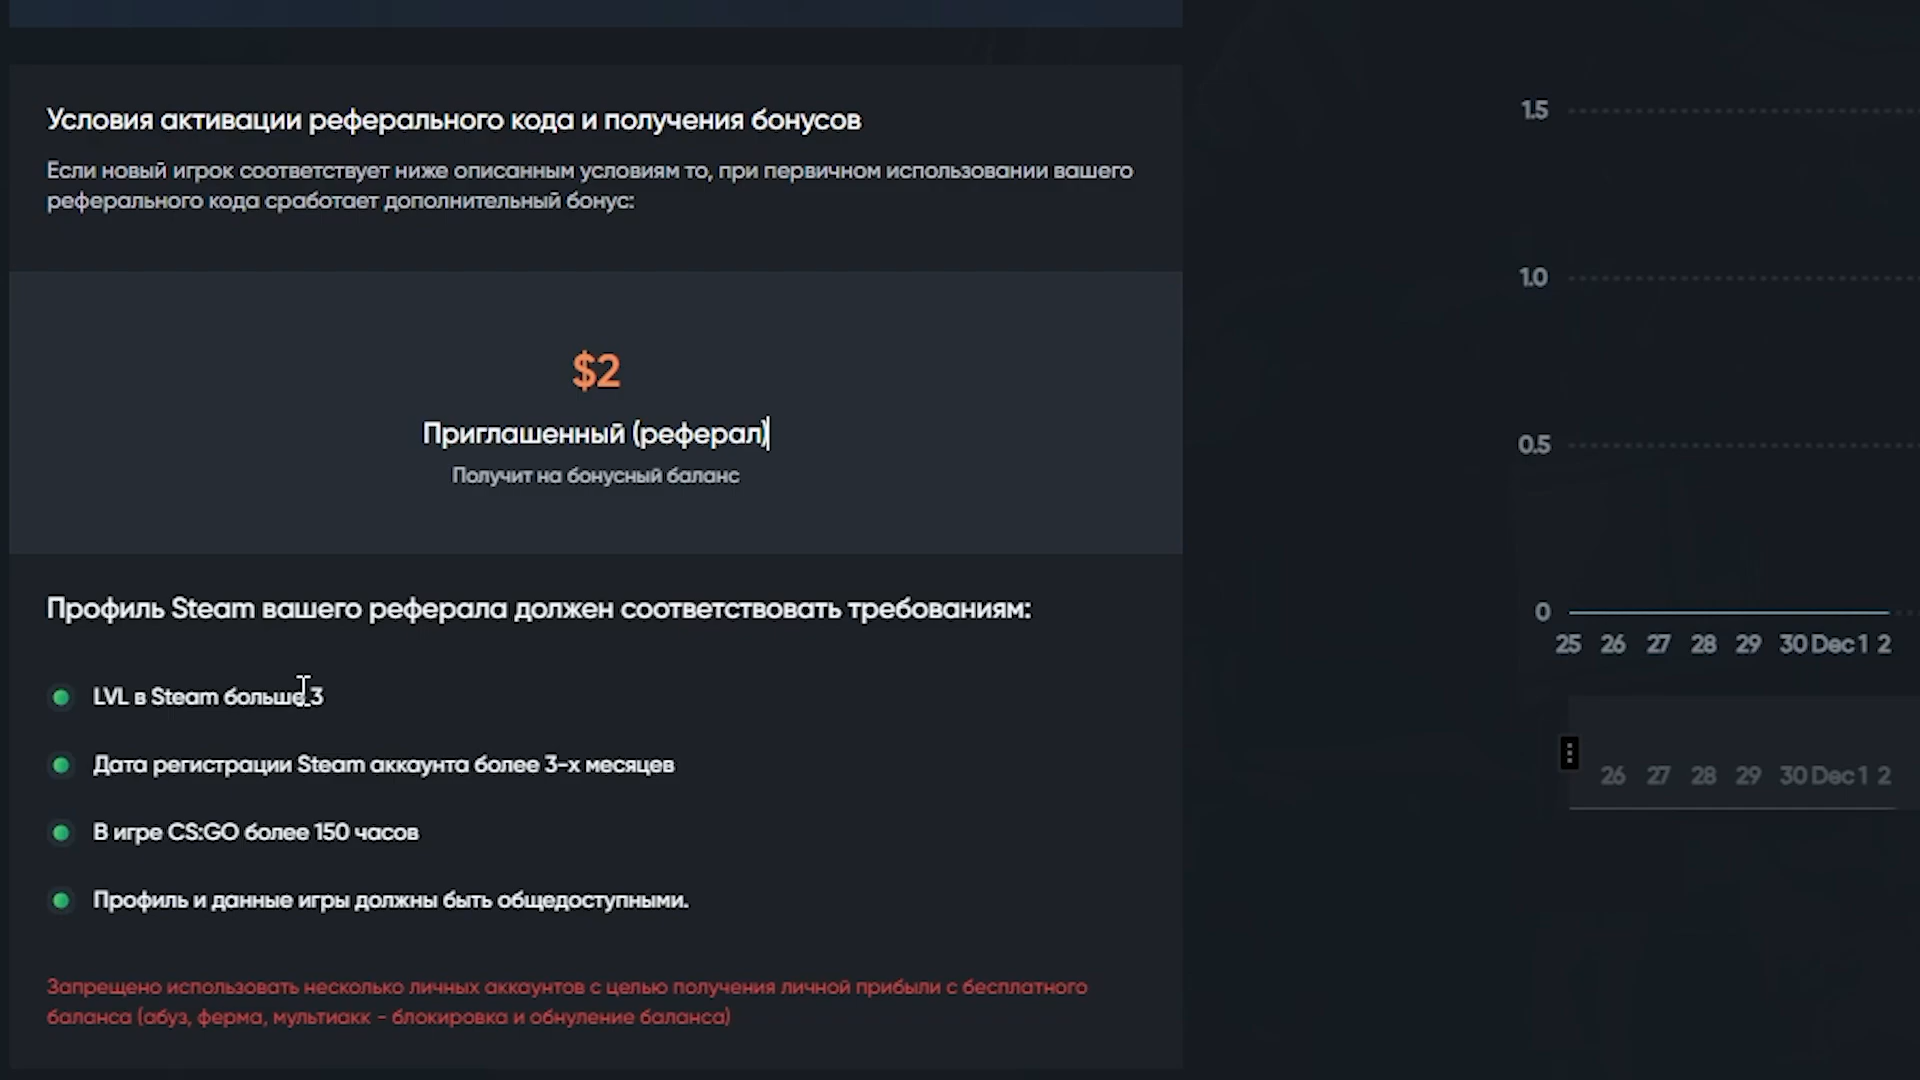 Условия активации реферального кода и получения бонусов
Если новый игрок соответствует ниже описанным условиям то, при первичном использовании вашего
реферального кода сработает дополнительный бонус:
$2
Приглашенный (реферал)
Получит на бонусный баланс
Профиль Steam вашего реферала должен соответствовать требованиям:
LVL в Steam больше 3
Дата регистрации Steam аккаунта более 3-х месяцев
В игре CS:GO более 150 часов
Профиль и данные игры должны быть общедоступными.
Запрещено использовать несколько личных аккаунтов с целью получения личной прибыли с бесплатного
баланса (абуз, ферма, мультиакк - блокировка и обнуление баланса)
1.5
1.0
0.5
0
25 26 27 28 29 30 Dec 1 2
26 27 28 29 30 Dec 1 2